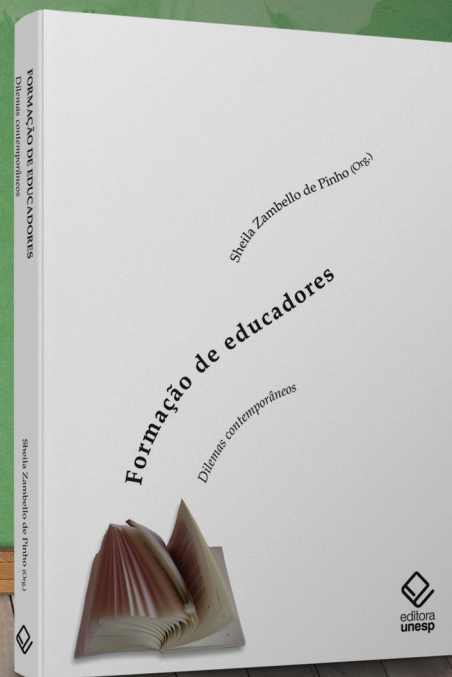 FORMAÇÃO DE EDUCADORES
Dilemas contemporâneos
Sheila Zambello de Pinho (Org.)
Sheila Zambello de Pinho (Org.)
Formação de educadores
Dilemas contemporâneos
editora
unesp